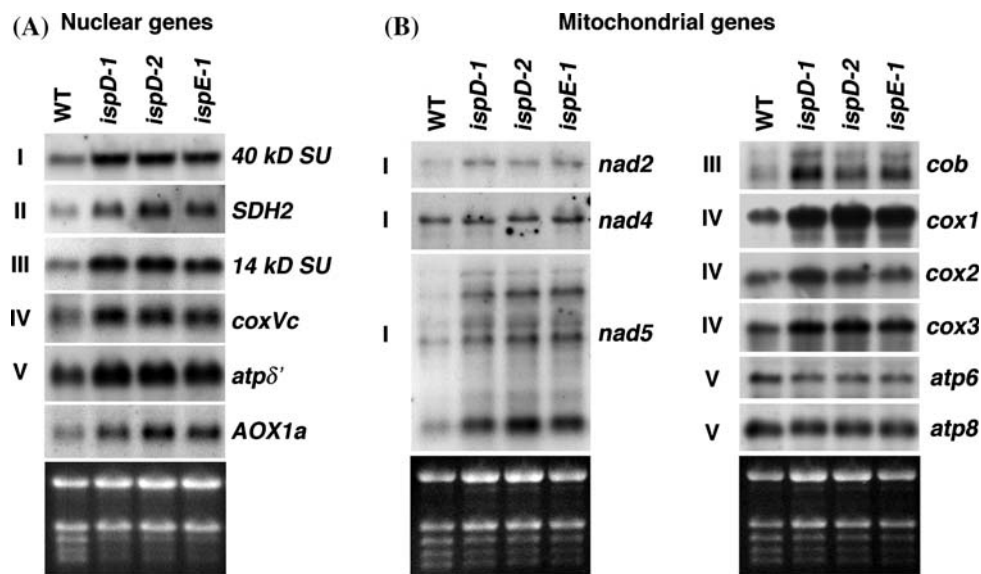 (A) Nuclear genes
WT ispD-1 ispD-2 ispE-1
I 40 kD SU
II SDH2
III 14 kD SU
IV coxVc
V atpδ'
AOX1a
(B) Mitochondrial genes
WT ispD-1 ispD-2 ispE-1
I nad2
I nad4
I nad5
WT ispD-1 ispD-2 ispE-1
III cob
IV cox1
IV cox2
IV cox3
V atp6
V atp8